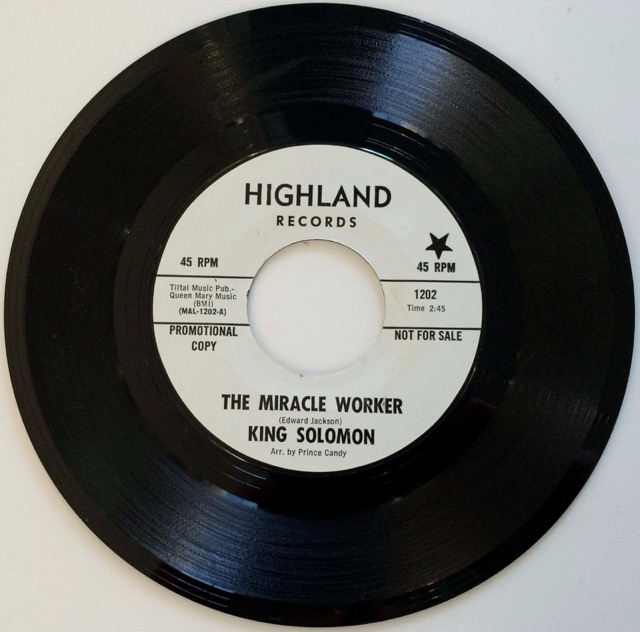 HIGHLAND
RECORDS
45 RPM
45 RPM
Tiltal Music Pub.-
Queen Mary Music
(BMI)
(MAL-1202-A)
1202
Time 2:45
PROMOTIONAL
COPY
NOT FOR SALE
THE MIRACLE WORKER
(Edward Jackson)
KING SOLOMON
Arr. by Prince Candy